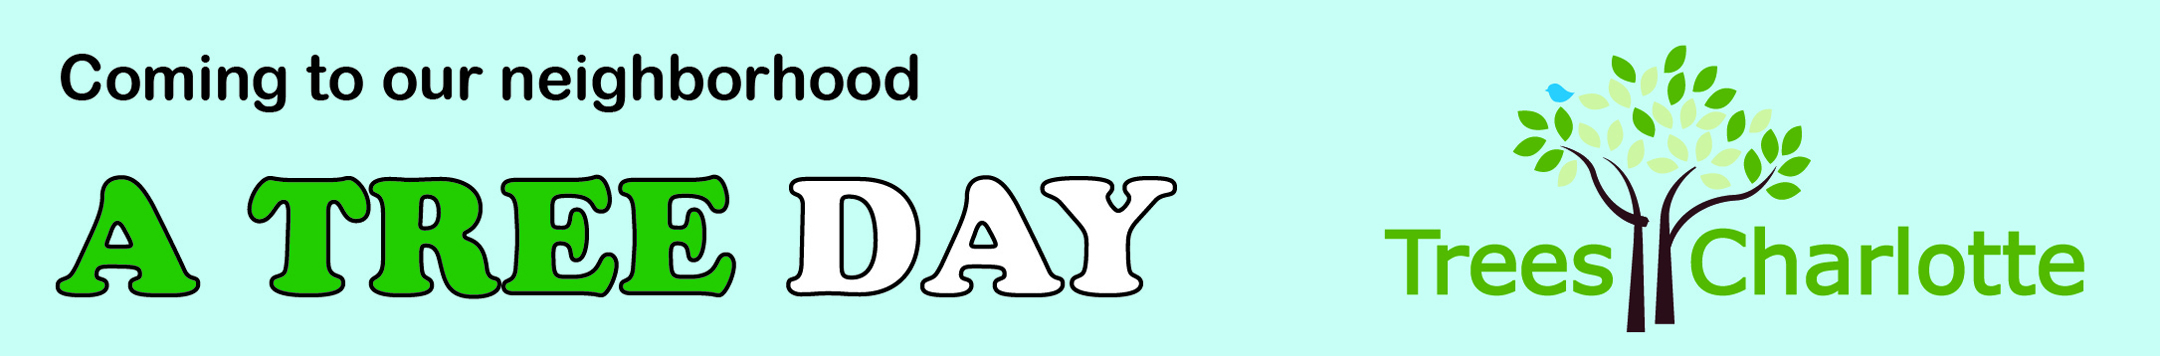 Coming to our neighborhood
A TREE DAY
Trees Charlotte